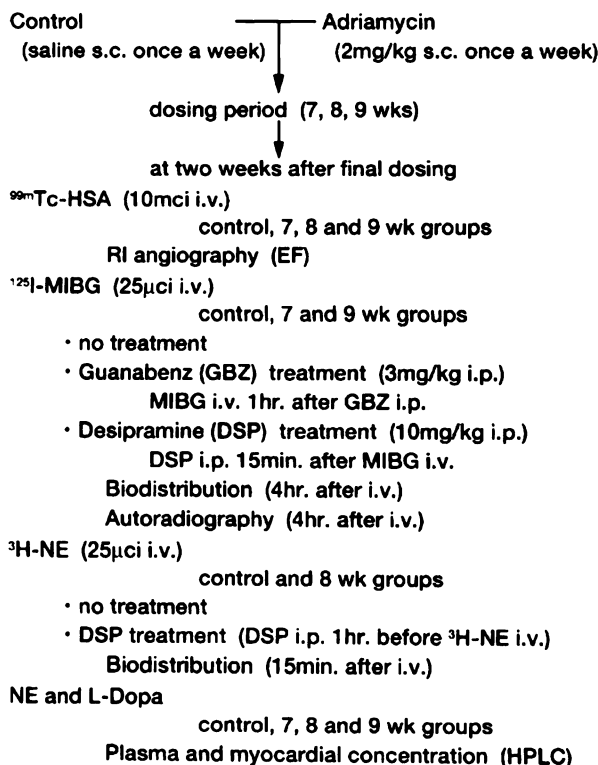 Control Adriamycin
(saline s.c. once a week) (2mg/kg s.c. once a week)
dosing period (7, 8, 9 wks)
at two weeks after final dosing
⁹⁹ᵐTc-HSA (10mci i.v.)
control, 7, 8 and 9 wk groups
RI angiography (EF)
¹²⁵I-MIBG (25μci i.v.)
control, 7 and 9 wk groups
・no treatment
・Guanabenz (GBZ) treatment (3mg/kg i.p.)
MIBG i.v. 1hr. after GBZ i.p.
・Desipramine (DSP) treatment (10mg/kg i.p.)
DSP i.p. 15min. after MIBG i.v.
Biodistribution (4hr. after i.v.)
Autoradiography (4hr. after i.v.)
³H-NE (25μci i.v.)
control and 8 wk groups
・no treatment
・DSP treatment (DSP i.p. 1hr. before ³H-NE i.v.)
Biodistribution (15min. after i.v.)
NE and L-Dopa
control, 7, 8 and 9 wk groups
Plasma and myocardial concentration (HPLC)